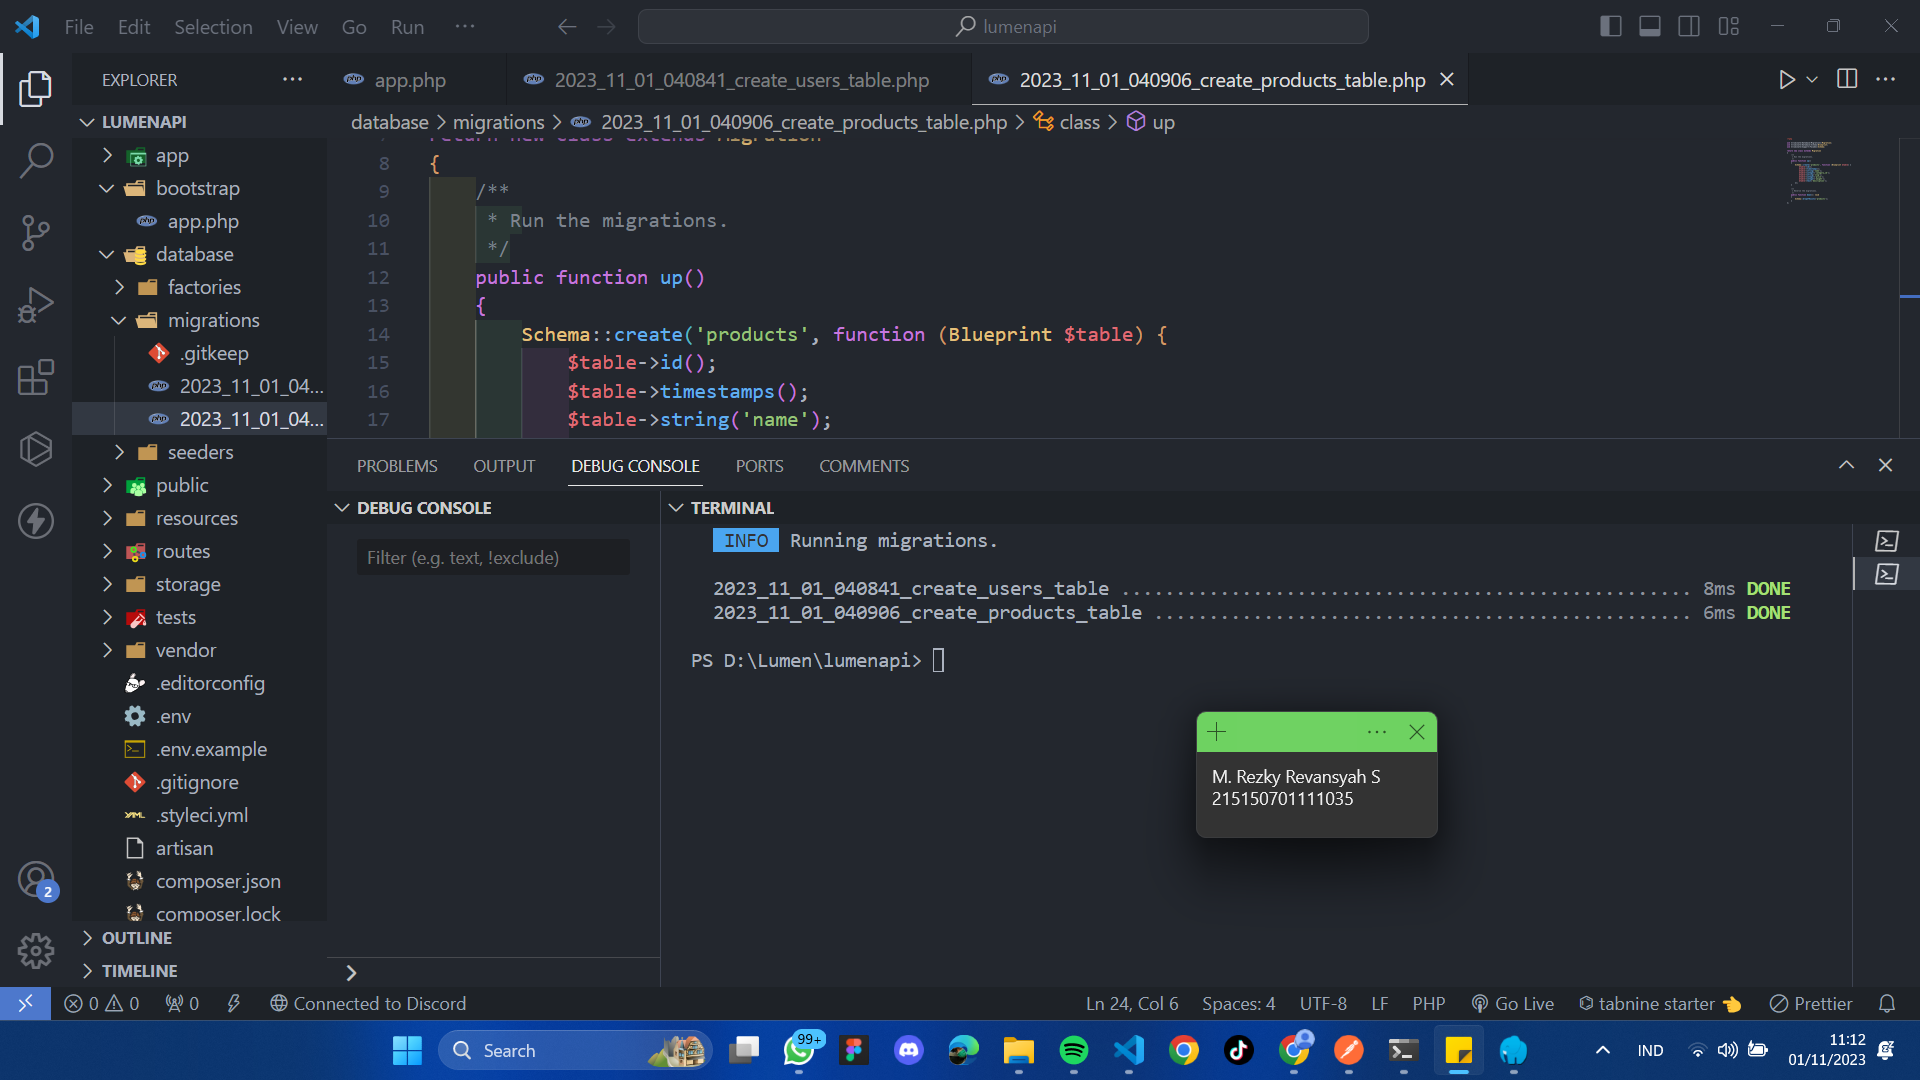 File Edit Selection View Go Run ··· lumenapi
EXPLORER ···
app.php
2023_11_01_040841_create_users_table.php
2023_11_01_040906_create_products_table.php
LUMENAPI
app
bootstrap
app.php
database
factories
migrations
.gitkeep
2023_11_01_04...
2023_11_01_04...
seeders
public
resources
routes
storage
tests
vendor
.editorconfig
.env
.env.example
.gitignore
.styleci.yml
artisan
composer.json
composer.lock
OUTLINE
TIMELINE
2
database > migrations > 2023_11_01_040906_create_products_table.php > class > up
return new class extends Migration
8 {
9 /**
10 * Run the migrations.
11 */
12 public function up()
13 {
14 Schema::create('products', function (Blueprint $table) {
15 $table->id();
16 $table->timestamps();
17 $table->string('name');
PROBLEMS OUTPUT DEBUG CONSOLE PORTS COMMENTS
DEBUG CONSOLE
Filter (e.g. text, !exclude)
TERMINAL
INFO Running migrations.
2023_11_01_040841_create_users_table .................................................... 8ms DONE
2023_11_01_040906_create_products_table ................................................. 6ms DONE
PS D:\Lumen\lumenapi>
M. Rezky Revansyah S
215150701111035
0 0 0 Connected to Discord
Ln 24, Col 6 Spaces: 4 UTF-8 LF PHP Go Live tabnine starter Prettier
Search
99+
IND
11:12
01/11/2023